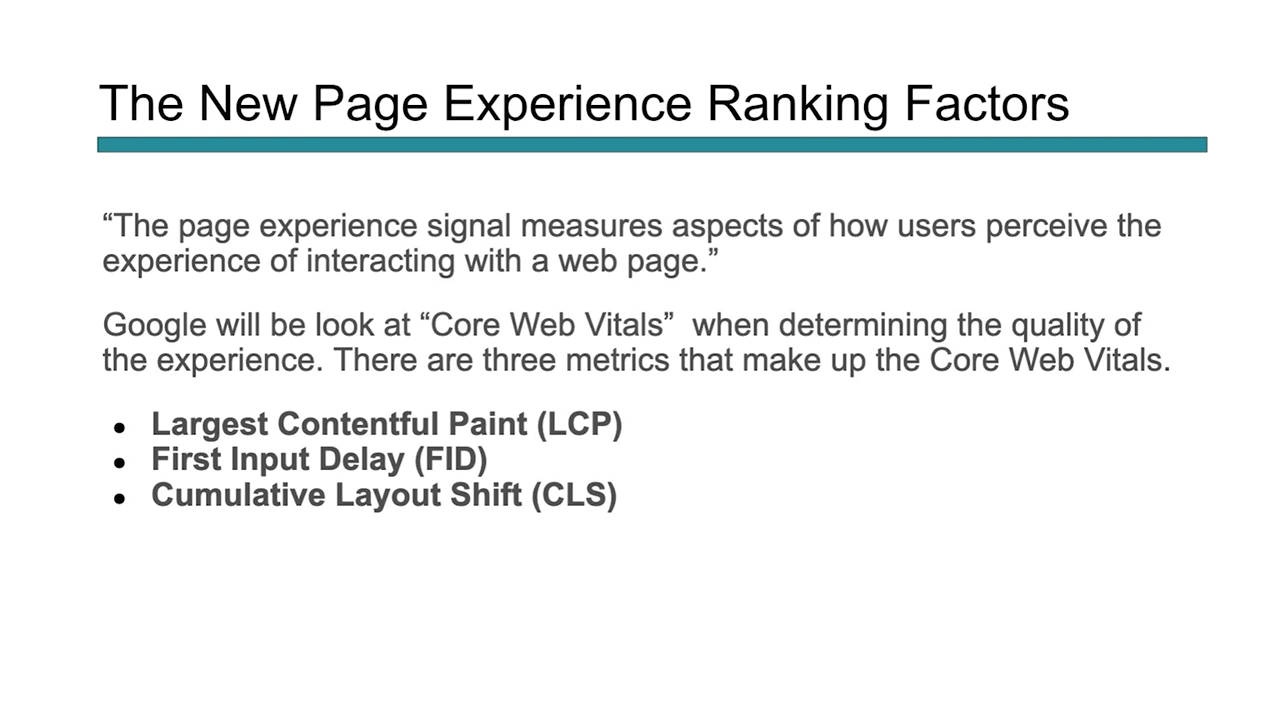 The New Page Experience Ranking Factors
“The page experience signal measures aspects of how users perceive the
experience of interacting with a web page.”
Google will be look at “Core Web Vitals”  when determining the quality of
the experience. There are three metrics that make up the Core Web Vitals.
● Largest Contentful Paint (LCP)
● First Input Delay (FID)
● Cumulative Layout Shift (CLS)